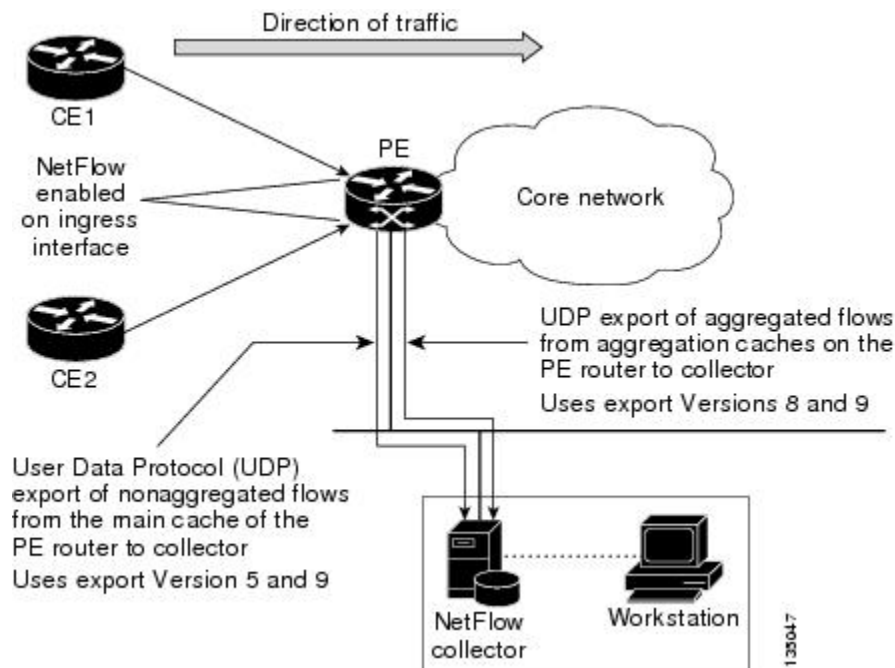 Direction of traffic
CE1
NetFlow
enabled
on ingress
interface
CE2
PE
Core network
UDP export of aggregated flows
from aggregation caches on the
PE router to collector
Uses export Versions 8 and 9
User Data Protocol (UDP)
export of nonaggregated flows
from the main cache of the
PE router to collector
Uses export Version 5 and 9
NetFlow
collector
Workstation
135047